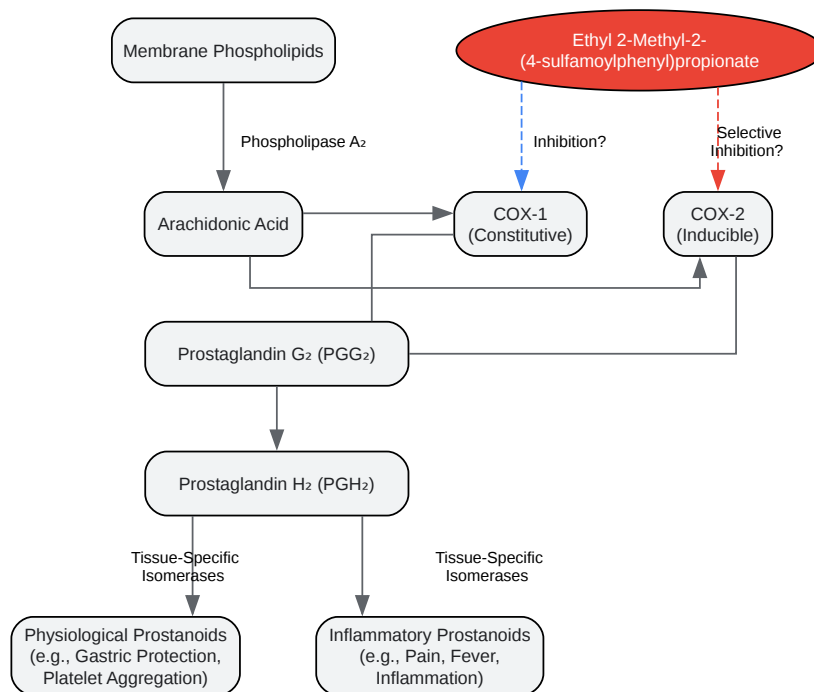 Membrane Phospholipids
Ethyl 2-Methyl-2-
(4-sulfamoylphenyl)propionate
Phospholipase A₂
Inhibition?
Selective
Inhibition?
Arachidonic Acid
COX-1
(Constitutive)
COX-2
(Inducible)
Prostaglandin G₂ (PGG₂)
Prostaglandin H₂ (PGH₂)
Tissue-Specific
Isomerases
Tissue-Specific
Isomerases
Physiological Prostanoids
(e.g., Gastric Protection,
Platelet Aggregation)
Inflammatory Prostanoids
(e.g., Pain, Fever,
Inflammation)